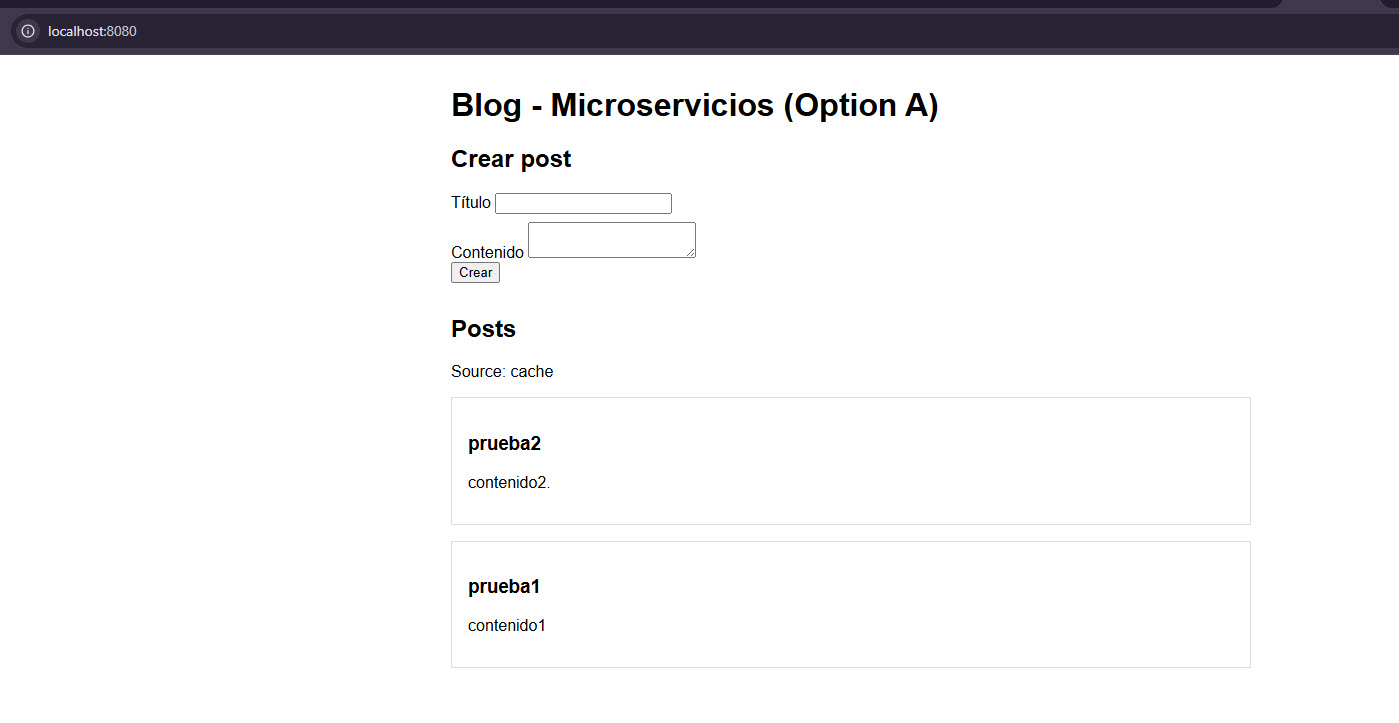 localhost:8080
Blog - Microservicios (Option A)
Crear post
Título
Contenido
Crear
Posts
Source: cache
prueba2
contenido2.
prueba1
contenido1